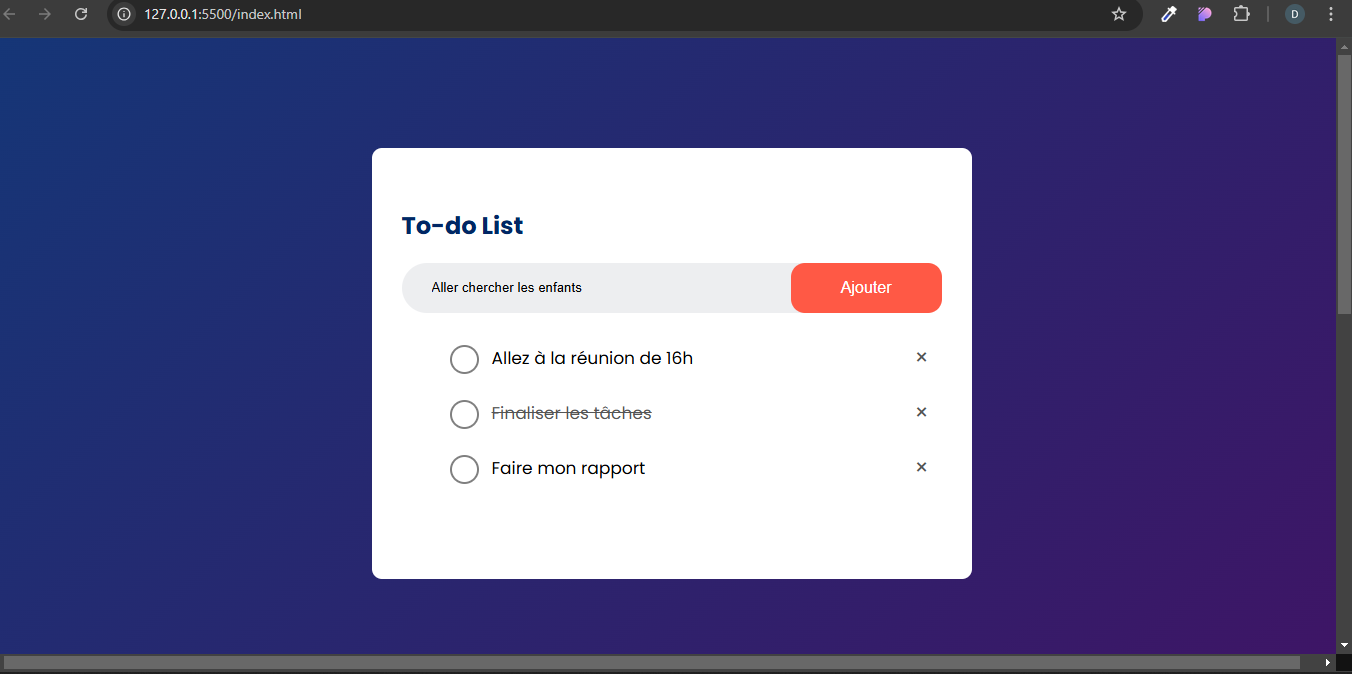 127.0.0.1:5500/index.html
D
To-do List
Aller chercher les enfants
Ajouter
Allez à la réunion de 16h ×
Finaliser les tâches ×
Faire mon rapport ×